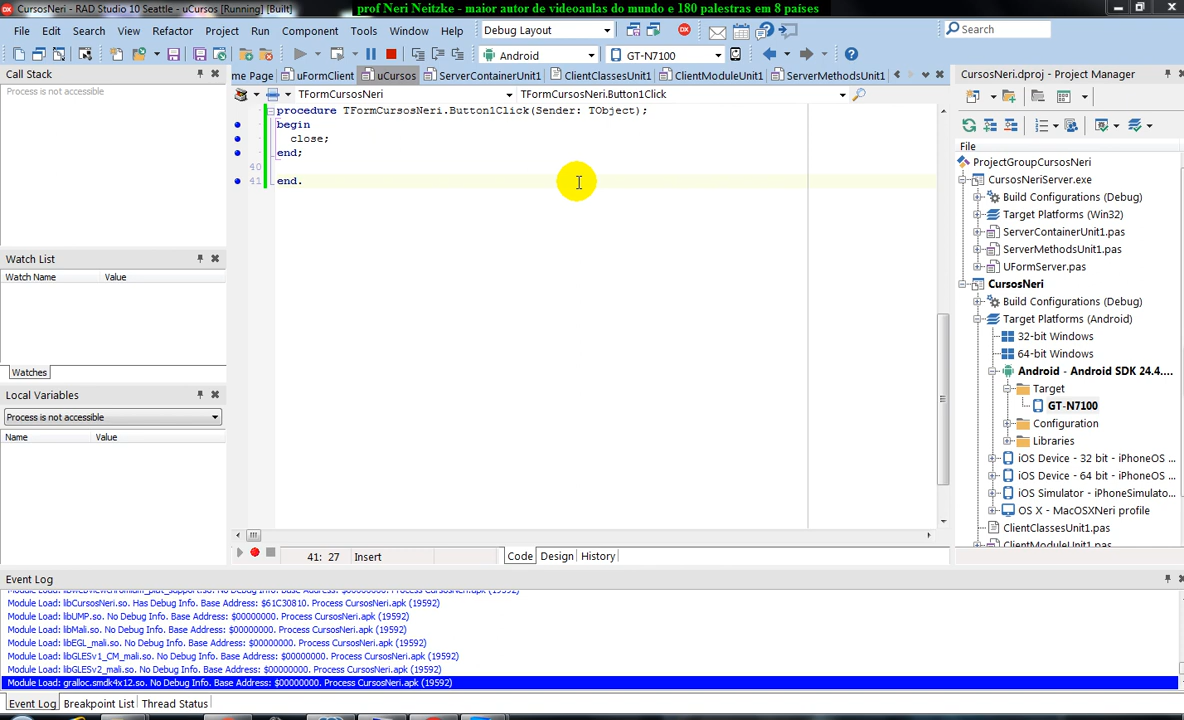 CursosNeri - RAD Studio 10 Seattle - uCursos [Running] [Built]
prof Neri Neitzke - maior autor de videoaulas do mundo e 180 palestras em 8 países
File Edit Search View Refactor Project Run Component Tools Window Help
Debug Layout
Search
Android
GT-N7100
Call Stack
Process is not accessible
Watch List
Watch Name Value
Watches
Local Variables
Process is not accessible
Name Value
me Page uFormClient uCursos ServerContainerUnit1 ClientClassesUnit1 ClientModuleUnit1 ServerMethodsUnit1
TFormCursosNeri TFormCursosNeri.Button1Click
procedure TFormCursosNeri.Button1Click(Sender: TObject);
begin
close;
end;
40
41 end.
41: 27 Insert
Code Design History
CursosNeri.dproj - Project Manager
File
ProjectGroupCursosNeri
CursosNeriServer.exe
Build Configurations (Debug)
Target Platforms (Win32)
ServerContainerUnit1.pas
ServerMethodsUnit1.pas
UFormServer.pas
CursosNeri
Build Configurations (Debug)
Target Platforms (Android)
32-bit Windows
64-bit Windows
Android - Android SDK 24.4....
Target
GT-N7100
Configuration
Libraries
iOS Device - 32 bit - iPhoneOS ...
iOS Device - 64 bit - iPhoneOS ...
iOS Simulator - iPhoneSimulato...
OS X - MacOSXNeri profile
ClientClassesUnit1.pas
ClientModuleUnit1.pas
Event Log
Module Load: libCursosNeri.so. Has Debug Info. Base Address: $61C30810. Process CursosNeri.apk (19592)
Module Load: libUMP.so. No Debug Info. Base Address: $00000000. Process CursosNeri.apk (19592)
Module Load: libMali.so. No Debug Info. Base Address: $00000000. Process CursosNeri.apk (19592)
Module Load: libEGL_mali.so. No Debug Info. Base Address: $00000000. Process CursosNeri.apk (19592)
Module Load: libGLESv1_CM_mali.so. No Debug Info. Base Address: $00000000. Process CursosNeri.apk (19592)
Module Load: libGLESv2_mali.so. No Debug Info. Base Address: $00000000. Process CursosNeri.apk (19592)
Module Load: gralloc.smdk4x12.so. No Debug Info. Base Address: $00000000. Process CursosNeri.apk (19592)
Event Log Breakpoint List Thread Status